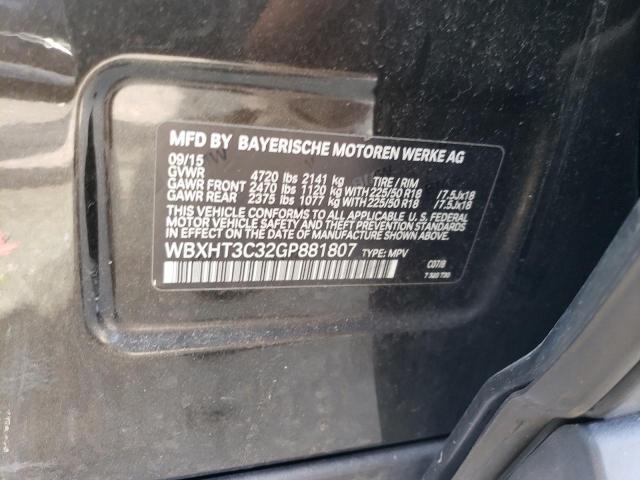 MFD BY BAYERISCHE MOTOREN WERKE AG
09/15
GVWR 4720 lbs 2141 kg TIRE / RIM
GAWR FRONT 2470 lbs 1120 kg WITH 225/50 R18 /7.5Jx18
GAWR REAR 2375 lbs 1077 kg WITH 225/50 R18 /7.5Jx18
THIS VEHICLE CONFORMS TO ALL APPLICABLE U.S. FEDERAL
MOTOR VEHICLE SAFETY, BUMPER, AND THEFT PREVENTION
STANDARDS IN EFFECT ON THE DATE OF MANUFACTURE SHOWN
ABOVE.
WBXHT3C32GP881807 TYPE: MPV C07/B